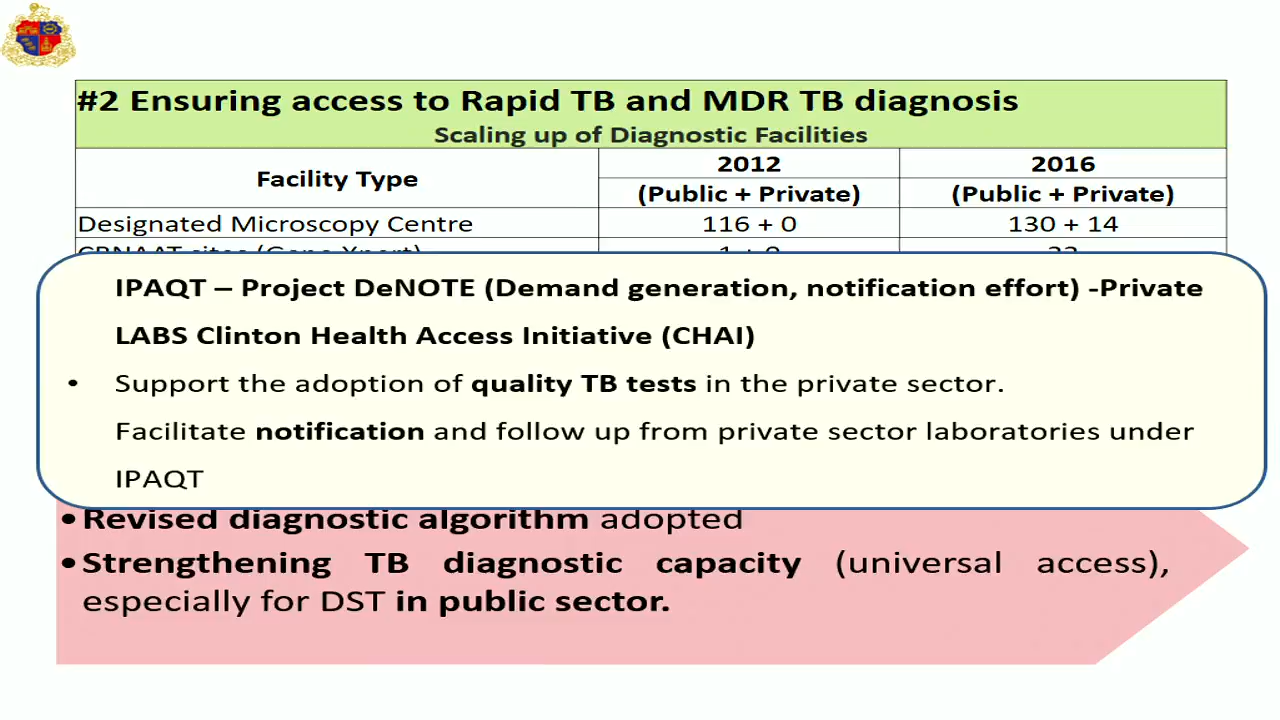 #2 Ensuring access to Rapid TB and MDR TB diagnosis
Scaling up of Diagnostic Facilities
Facility Type
2012
2016
(Public + Private)
(Public + Private)
Designated Microscopy Centre
116 + 0
130 + 14
IPAQT – Project DeNOTE (Demand generation, notification effort) -Private
LABS Clinton Health Access Initiative (CHAI)
• Support the adoption of quality TB tests in the private sector.
Facilitate notification and follow up from private sector laboratories under
IPAQT
•Revised diagnostic algorithm adopted
•Strengthening TB diagnostic capacity (universal access),
especially for DST in public sector.